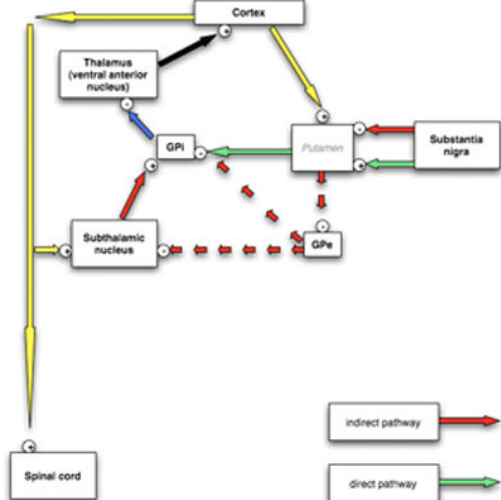 Cortex
+
Thalamus
(ventral anterior
nucleus)
-
+
GPi
-
+
Putamen
-
+
Substantia
nigra
+
Subthalamic
nucleus
-
-
GPe
+
Spinal cord
indirect pathway
direct pathway